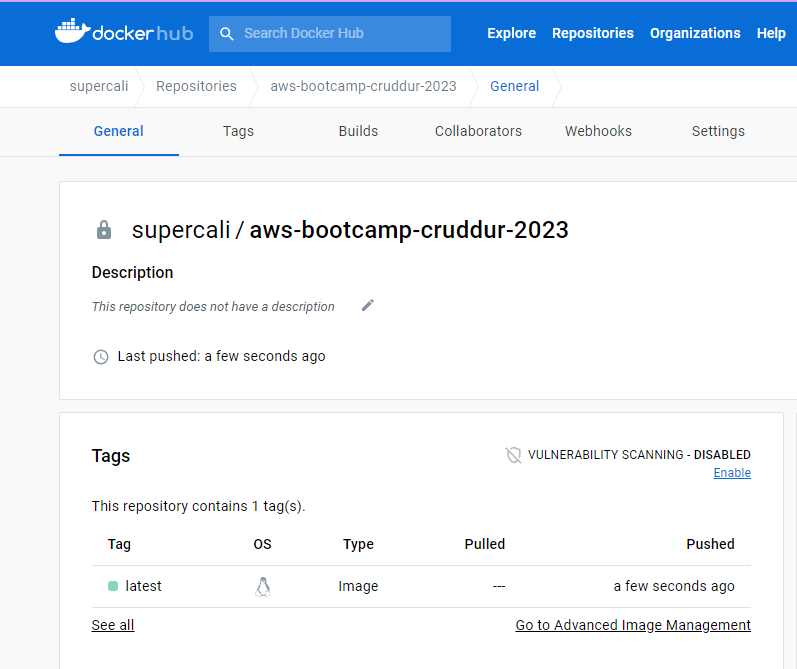 dockerhub Search Docker Hub Explore Repositories Organizations Help
supercali Repositories aws-bootcamp-cruddur-2023 General
General Tags Builds Collaborators Webhooks Settings
supercali / aws-bootcamp-cruddur-2023
Description
This repository does not have a description
Last pushed: a few seconds ago
Tags VULNERABILITY SCANNING - DISABLED
Enable
This repository contains 1 tag(s).
Tag OS Type Pulled Pushed
latest Image --- a few seconds ago
See all Go to Advanced Image Management